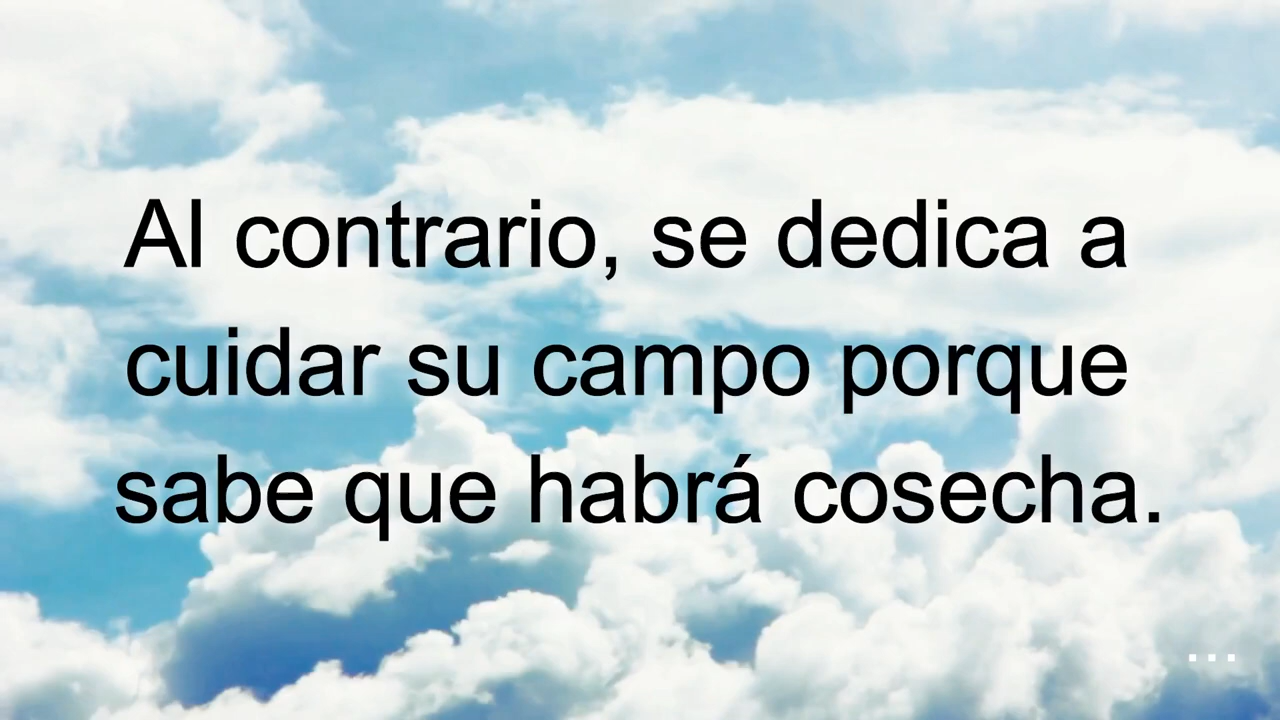 Al contrario, se dedica a
cuidar su campo porque
sabe que habrá cosecha.
...